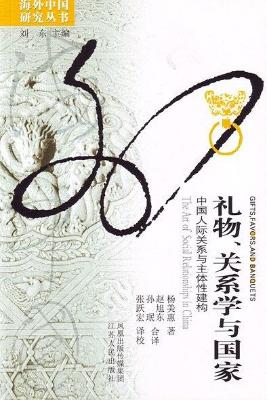 海外中国
研究丛书
刘东主编
礼物、关系学与国家
GIFTS, FAVORS, AND BANQUETS
中国人际关系与主体性建构
The Art of Social Relationships in China
杨美惠 著
赵旭东
孙珉 合译
张跃宏 译校
凤凰出版传媒集团
江苏人民出版社